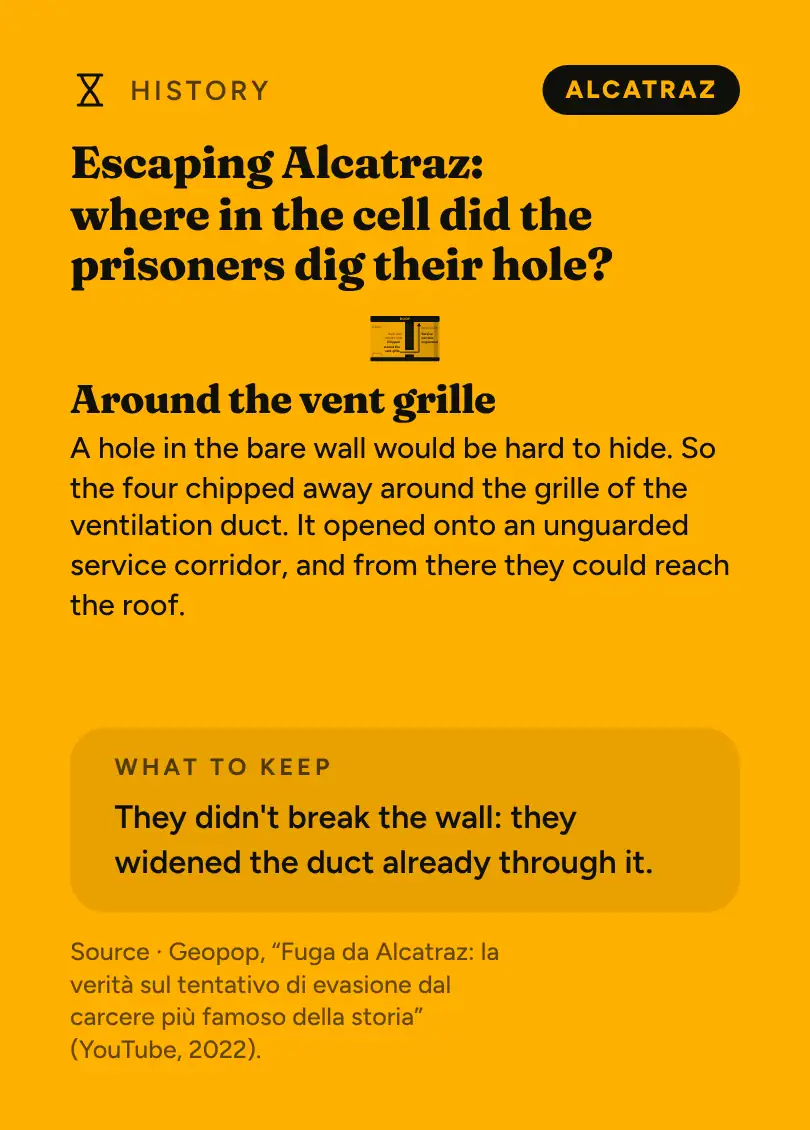 HISTORY
ALCATRAZ
Escaping Alcatraz:
where in the cell did the
prisoners dig their hole?
Around the vent grille
A hole in the bare wall would be hard to hide. So
the four chipped away around the grille of the
ventilation duct. It opened onto an unguarded
service corridor, and from there they could reach
the roof.
WHAT TO KEEP
They didn't break the wall: they
widened the duct already through it.
Source · Geopop, “Fuga da Alcatraz: la
verità sul tentativo di evasione dal
carcere più famoso della storia”
(YouTube, 2022).